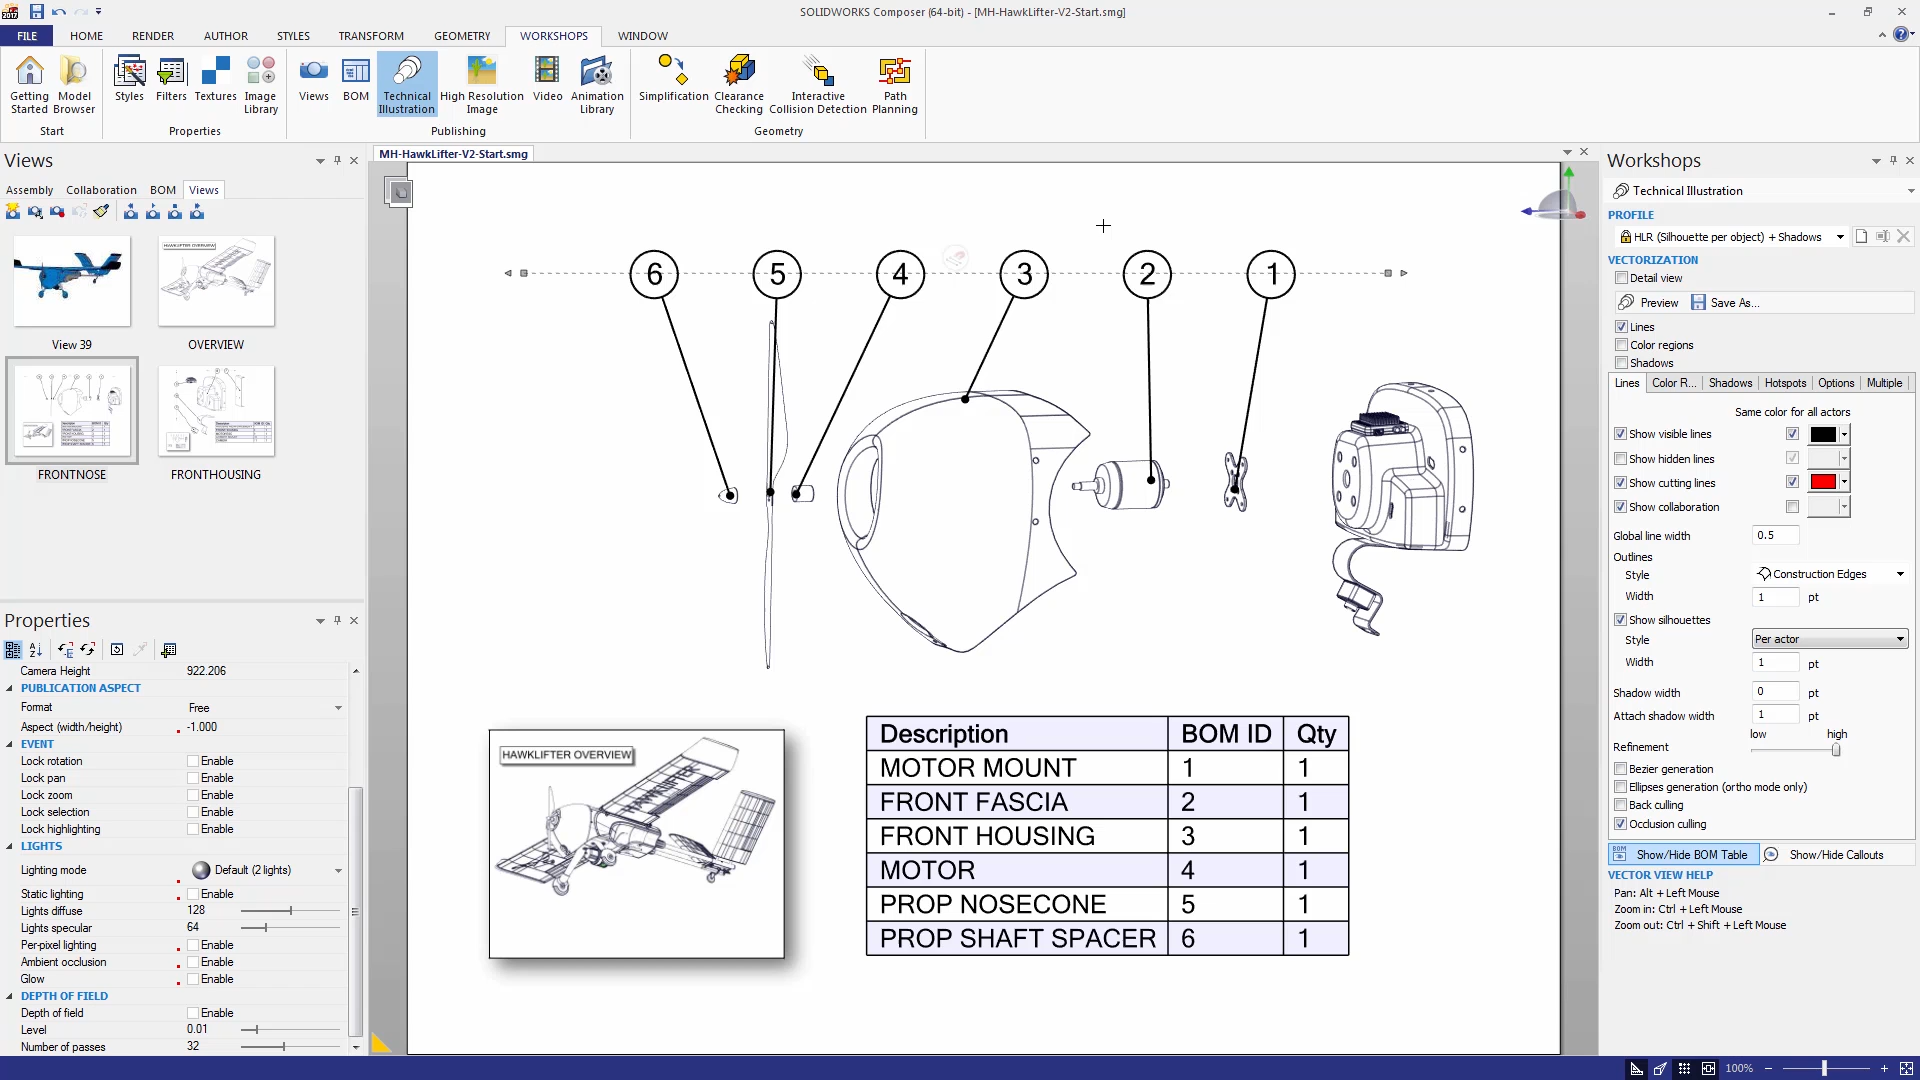 SOLIDWORKS Composer (64-bit) - [MH-HawkLifter-V2-Start.smg]
FILE HOME RENDER AUTHOR STYLES TRANSFORM GEOMETRY WORKSHOPS WINDOW
Getting Started
Model Browser
Styles
Filters
Textures
Image Library
Views
BOM
Technical Illustration
High Resolution Image
Video
Animation Library
Simplification
Clearance Checking
Interactive Collision Detection
Path Planning
Start
Properties
Publishing
Geometry
Views
Assembly Collaboration BOM Views
HAWKLIFTER OVERVIEW
View 39
OVERVIEW
FRONTNOSE
FRONTHOUSING
Properties
Camera Height 922.206
PUBLICATION ASPECT
Format Free
Aspect (width/height) -1.000
EVENT
Lock rotation Enable
Lock pan Enable
Lock zoom Enable
Lock selection Enable
Lock highlighting Enable
LIGHTS
Lighting mode Default (2 lights)
Static lighting Enable
Lights diffuse 128
Lights specular 64
Per-pixel lighting Enable
Ambient occlusion Enable
Glow Enable
DEPTH OF FIELD
Depth of field Enable
Level 0.01
Number of passes 32
MH-HawkLifter-V2-Start.smg
6 5 4 3 2 1
HAWKLIFTER OVERVIEW
HAWKLIFTER
Description BOM ID Qty
MOTOR MOUNT 1 1
FRONT FASCIA 2 1
FRONT HOUSING 3 1
MOTOR 4 1
PROP NOSECONE 5 1
PROP SHAFT SPACER 6 1
Workshops
Technical Illustration
PROFILE
HLR (Silhouette per object) + Shadows
VECTORIZATION
Detail view
Preview Save As...
Lines
Color regions
Shadows
Lines Color R... Shadows Hotspots Options Multiple
Same color for all actors
Show visible lines
Show hidden lines
Show cutting lines
Show collaboration
Global line width 0.5
Outlines
Style Construction Edges
Width 1 pt
Show silhouettes
Style Per actor
Width 1 pt
Shadow width 0 pt
Attach shadow width 1 pt
low high
Refinement
Bezier generation
Ellipses generation (ortho mode only)
Back culling
Occlusion culling
Show/Hide BOM Table Show/Hide Callouts
VECTOR VIEW HELP
Pan: Alt + Left Mouse
Zoom in: Ctrl + Left Mouse
Zoom out: Ctrl + Shift + Left Mouse
100%